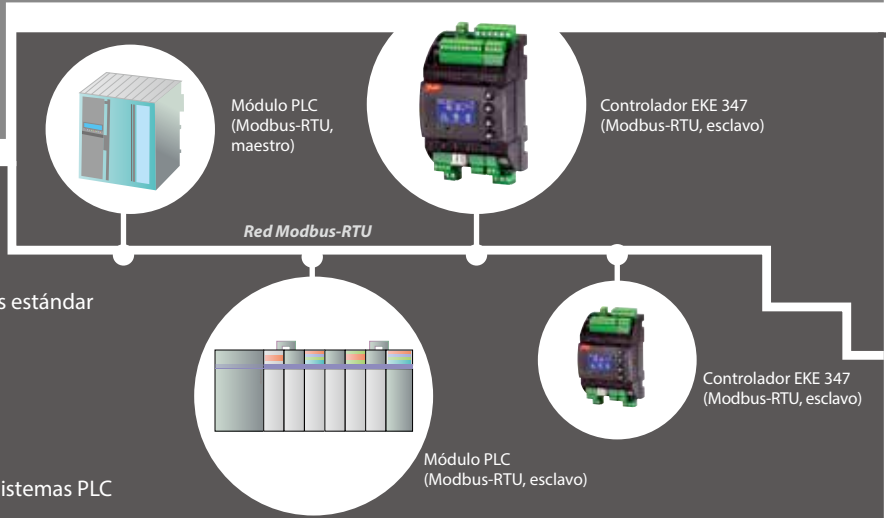 Módulo PLC
(Modbus-RTU,
maestro)
Controlador EKE 347
(Modbus-RTU, esclavo)
Red Modbus-RTU
s estándar
Controlador EKE 347
(Modbus-RTU, esclavo)
Módulo PLC
(Modbus-RTU, esclavo)
istemas PLC